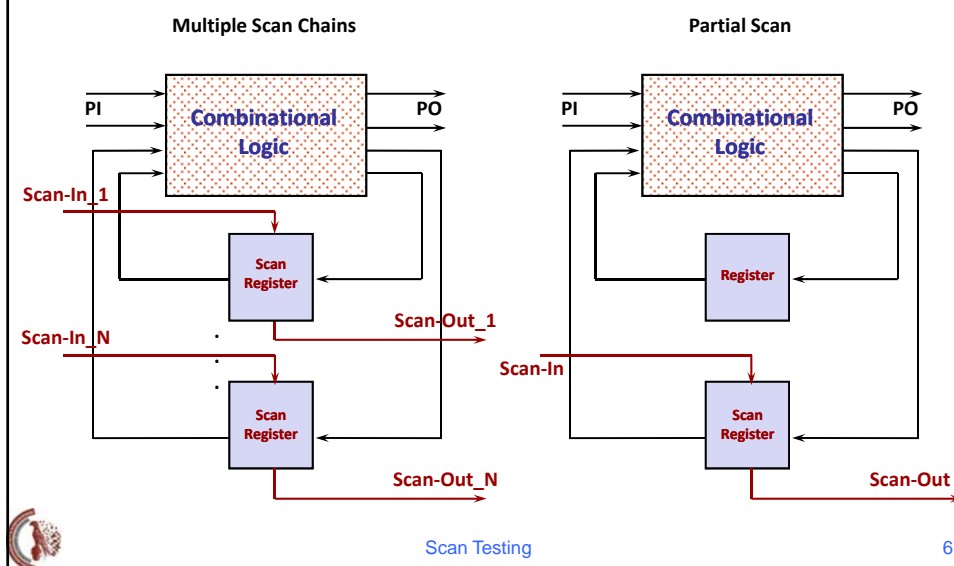 Multiple Scan Chains
PI
PO
Combinational
Logic
Scan-In_1
Scan
Register
Scan-Out_1
Scan-In_N
.
.
.
Scan
Register
Scan-Out_N
Partial Scan
PI
PO
Combinational
Logic
Register
Scan-In
Scan
Register
Scan-Out
Scan Testing
6